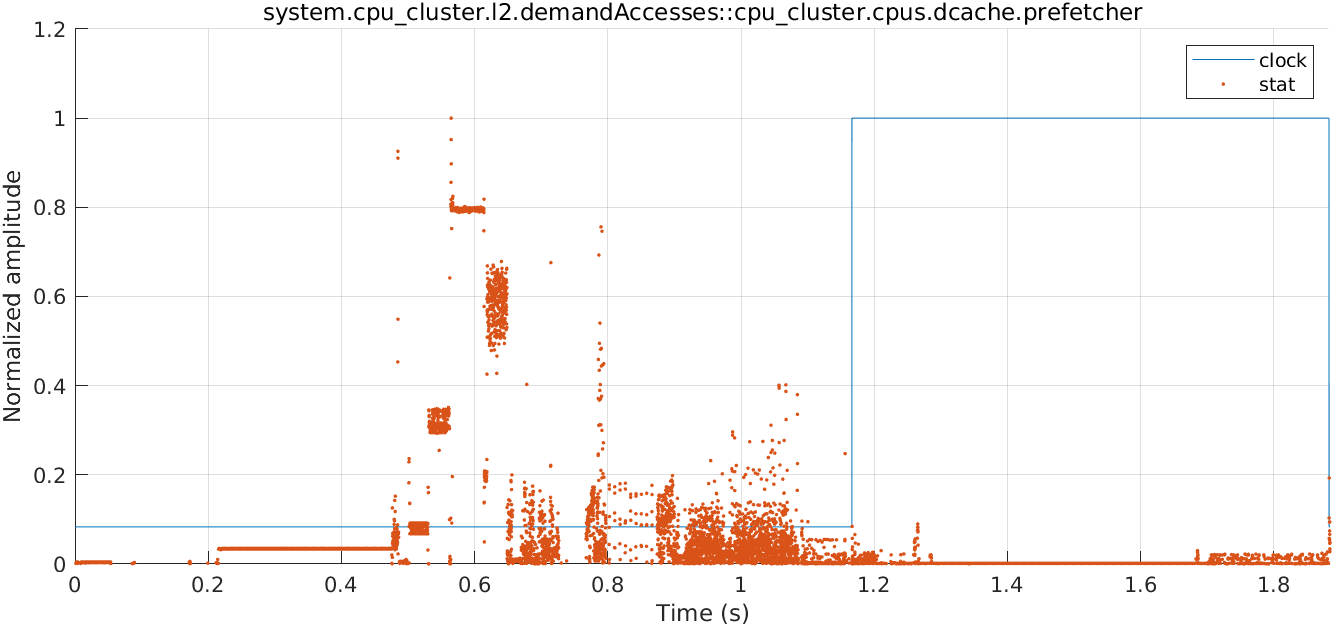 system.cpu_cluster.l2.demandAccesses::cpu_cluster.cpus.dcache.prefetcher
1.2
1
0.8
0.6
0.4
0.2
0
Normalized amplitude
clock
stat
0 0.2 0.4 0.6 0.8 1 1.2 1.4 1.6 1.8
Time (s)